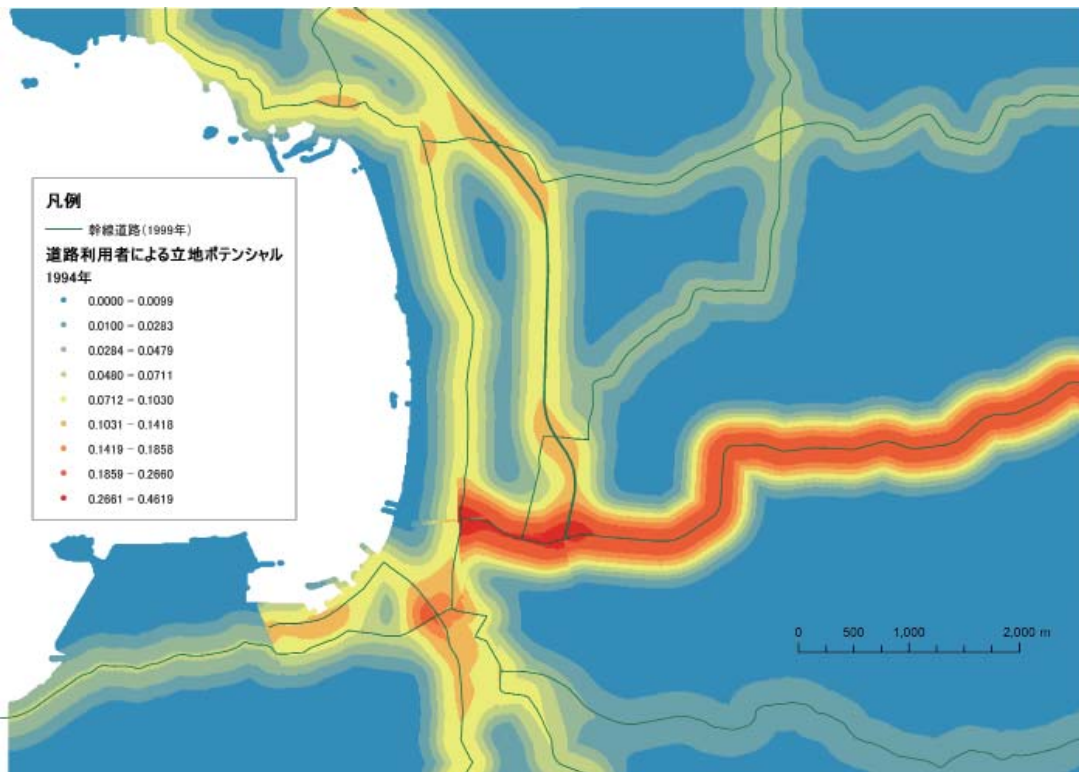 凡例
幹線道路(1999年)
道路利用者による立地ポテンシャル
1994年
0.0000 - 0.0099
0.0100 - 0.0283
0.0284 - 0.0479
0.0480 - 0.0711
0.0712 - 0.1030
0.1031 - 0.1418
0.1419 - 0.1858
0.1859 - 0.2660
0.2661 - 0.4619
0 500 1,000 2,000 m